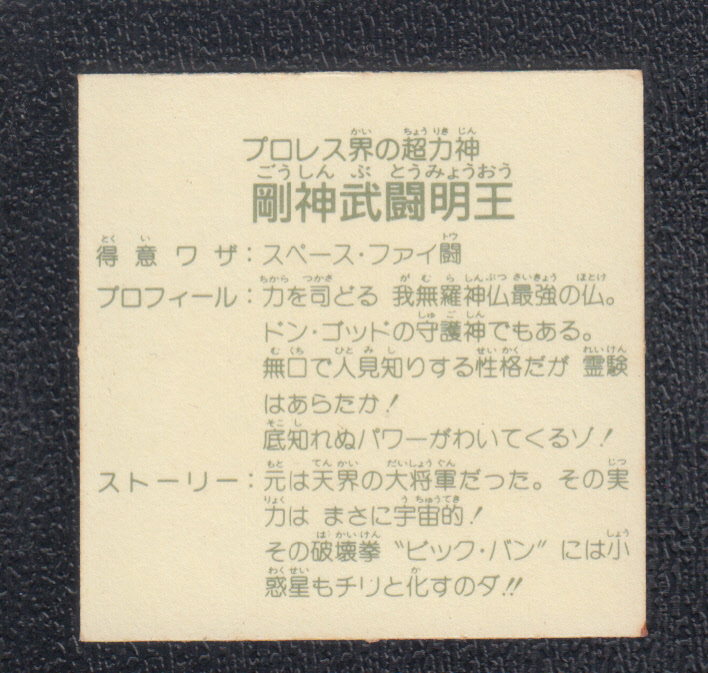 プロレス界の超力神
剛神武闘明王
得意ワザ：スペース・ファイ闘
プロフィール：力を司どる 我無羅神仏最強の仏。
ドン・ゴッドの守護神でもある。
無口で人見知りする性格だが 霊験
はあらたか！
底知れぬパワーがわいてくるゾ！
ストーリー：元は天界の大将軍だった。その実
力は まさに宇宙的！
その破壊拳 “ビック・バン” には小
惑星もチリと化すのダ!!